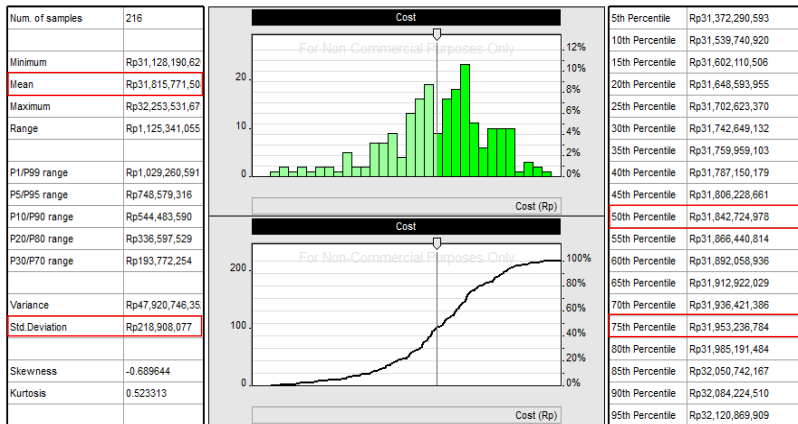 Num. of samples 216
Minimum Rp31,128,190,62
Mean Rp31,815,771,50
Maximum Rp32,253,531,67
Range Rp1,125,341,055
P1/P99 range Rp1,029,260,591
P5/P95 range Rp748,579,316
P10/P90 range Rp544,483,590
P20/P80 range Rp336,597,529
P30/P70 range Rp193,772,254
Variance Rp47,920,746,35
Std.Deviation Rp218,908,077
Skewness -0.689644
Kurtosis 0.523313
Cost
For Non-Commercial Purposes Only
20
10
0
12%
10%
8%
6%
4%
2%
0%
Cost (Rp)
Cost
For Non-Commercial Purposes Only
200
100
0
100%
80%
60%
40%
20%
0%
Cost (Rp)
5th Percentile Rp31,372,290,593
10th Percentile Rp31,539,740,920
15th Percentile Rp31,602,110,506
20th Percentile Rp31,648,593,955
25th Percentile Rp31,702,623,370
30th Percentile Rp31,742,649,132
35th Percentile Rp31,759,959,103
40th Percentile Rp31,787,150,179
45th Percentile Rp31,806,228,661
50th Percentile Rp31,842,724,978
55th Percentile Rp31,866,440,814
60th Percentile Rp31,892,058,936
65th Percentile Rp31,912,922,029
70th Percentile Rp31,936,421,386
75th Percentile Rp31,953,236,784
80th Percentile Rp31,985,191,484
85th Percentile Rp32,050,742,167
90th Percentile Rp32,084,224,510
95th Percentile Rp32,120,869,909